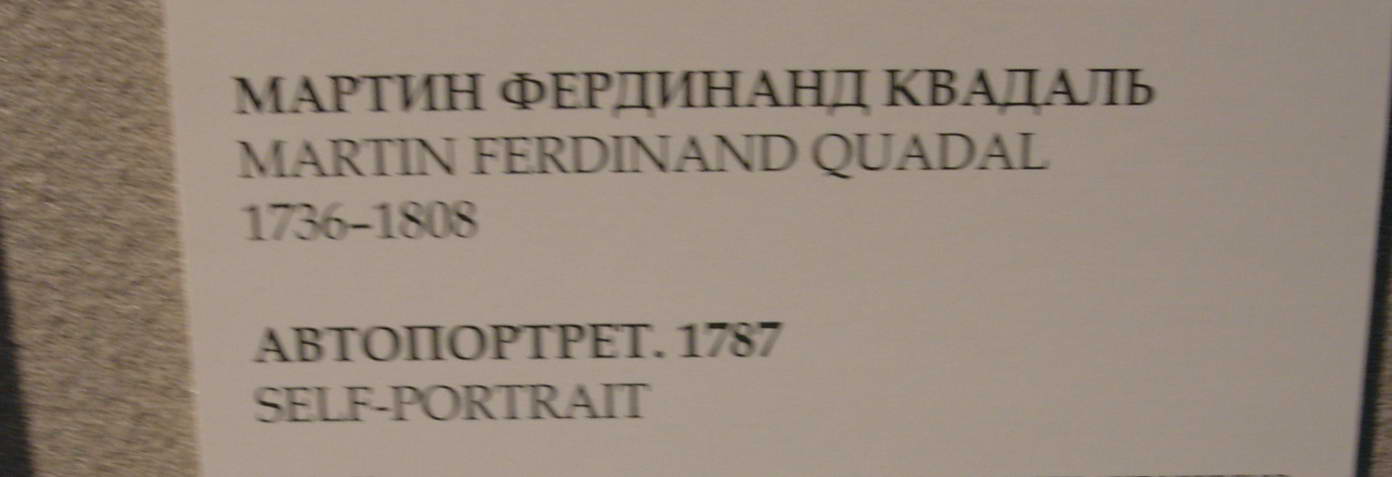 МАРТИН ФЕРДИНАНД КВАДАЛЬ
MARTIN FERDINAND QUADAL
1736–1808
АВТОПОРТРЕТ. 1787
SELF-PORTRAIT